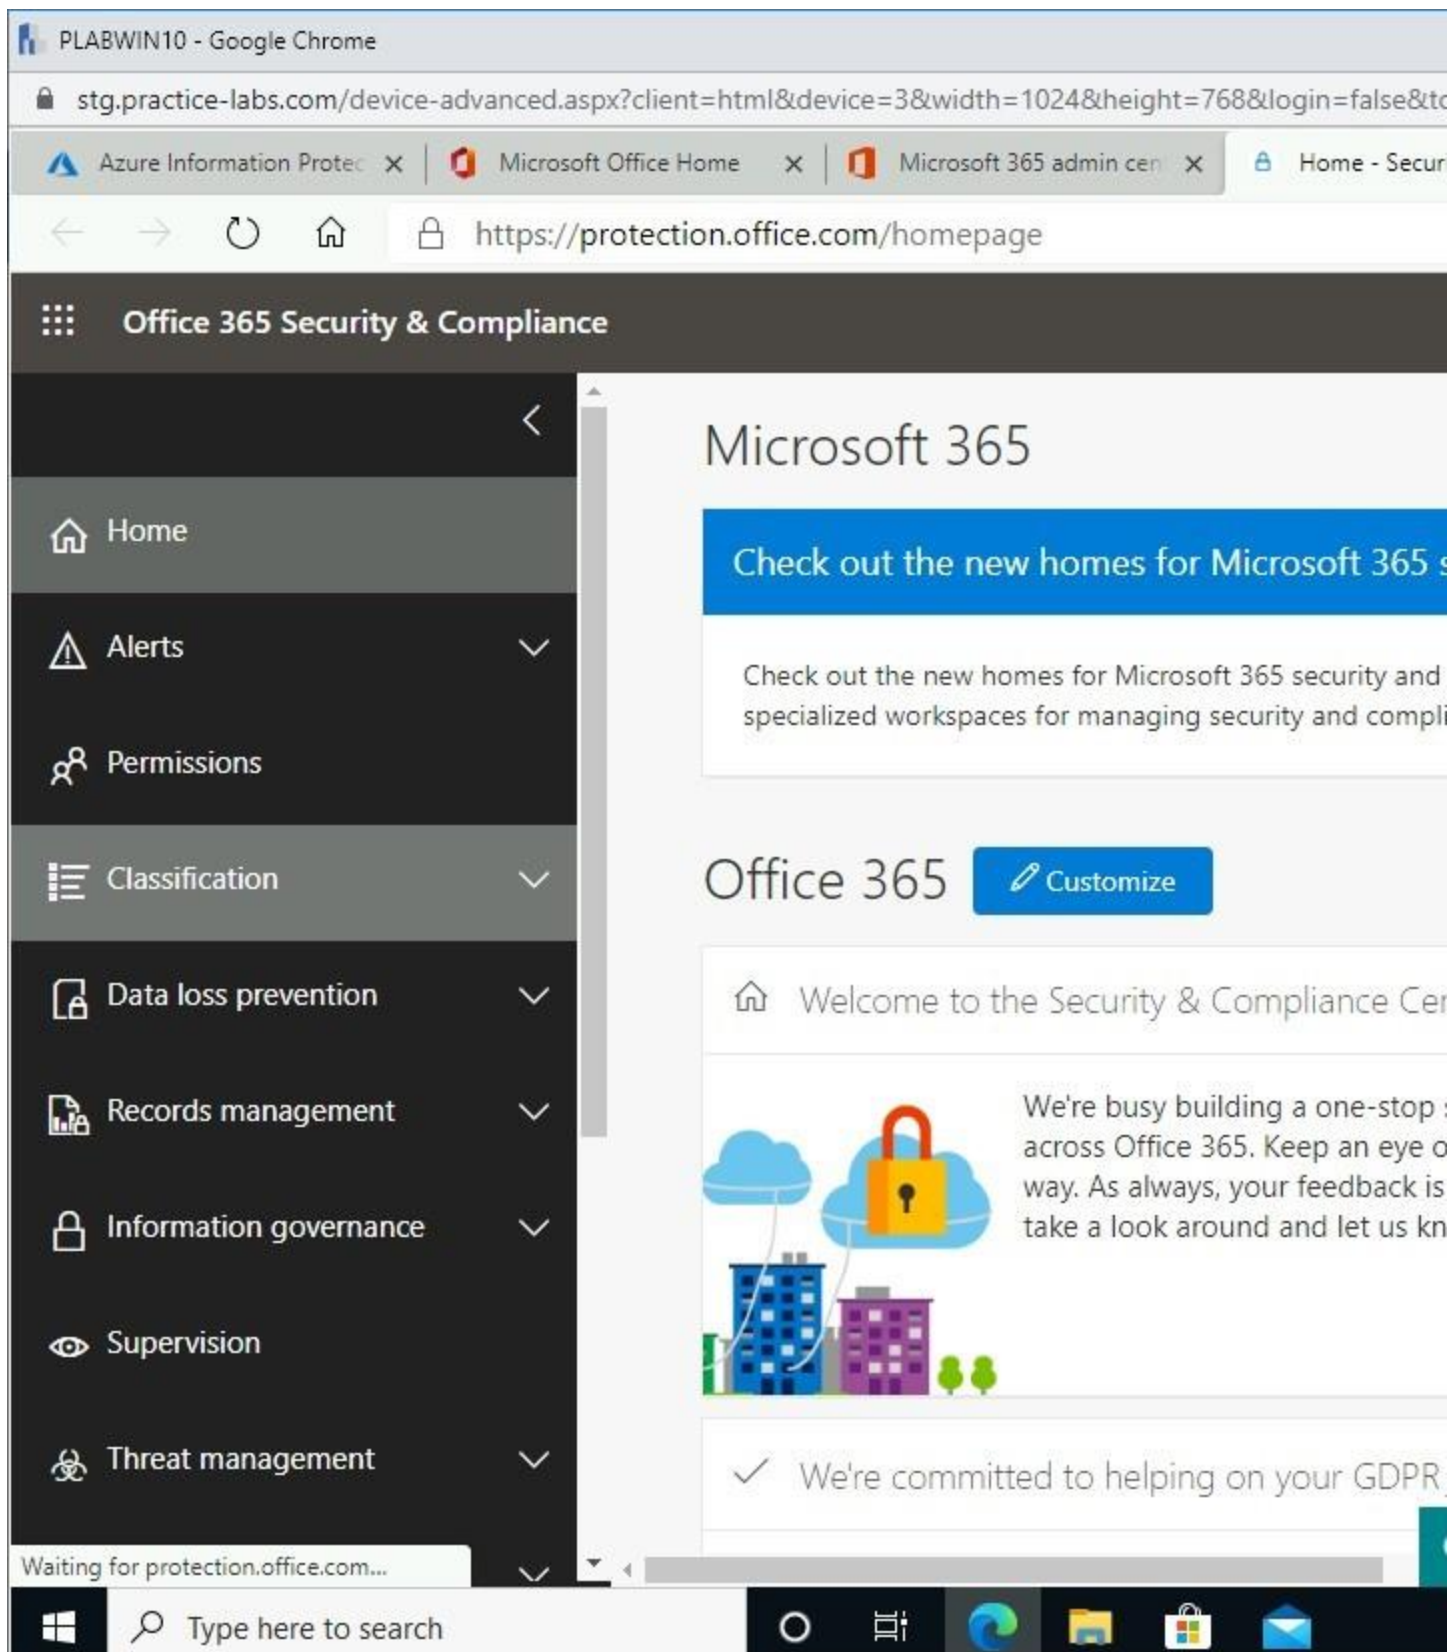 PLABWIN10 - Google Chrome
stg.practice-labs.com/device-advanced.aspx?client=html&device=3&width=1024&height=768&login=false&to
Azure Information Protec
Microsoft Office Home
Microsoft 365 admin cen
Home - Secur
https://protection.office.com/homepage
Office 365 Security & Compliance
Home
Alerts
Permissions
Classification
Data loss prevention
Records management
Information governance
Supervision
Threat management
Waiting for protection.office.com...
Microsoft 365
Check out the new homes for Microsoft 365 s
Check out the new homes for Microsoft 365 security and
specialized workspaces for managing security and compli
Office 365
Customize
Welcome to the Security & Compliance Cen
We're busy building a one-stop s
across Office 365. Keep an eye o
way. As always, your feedback is
take a look around and let us kn
We're committed to helping on your GDPR
Type here to search